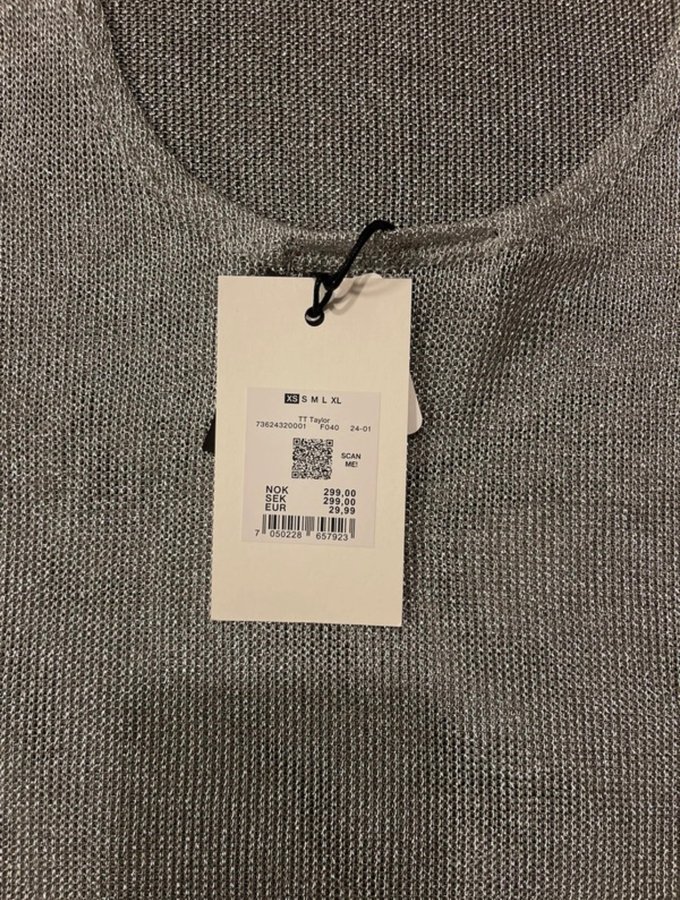 XS S M L XL
TT Taylor
73624320001 F040 24-01
SCAN
ME!
NOK 299,00
SEK 299,00
EUR 29,99
7 050228 657923